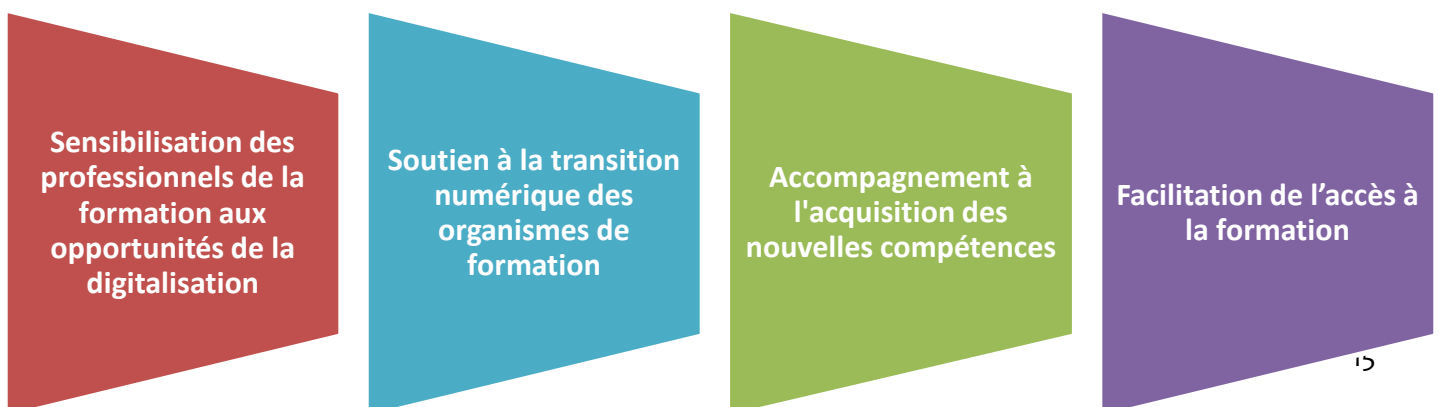 Sensibilisation des
professionnels de la
formation aux
opportunités de la
digitalisation
Soutien à la transition
numérique des
organismes de
formation
Accompagnement à
l'acquisition des
nouvelles compétences
Facilitation de l’accès à
la formation
15